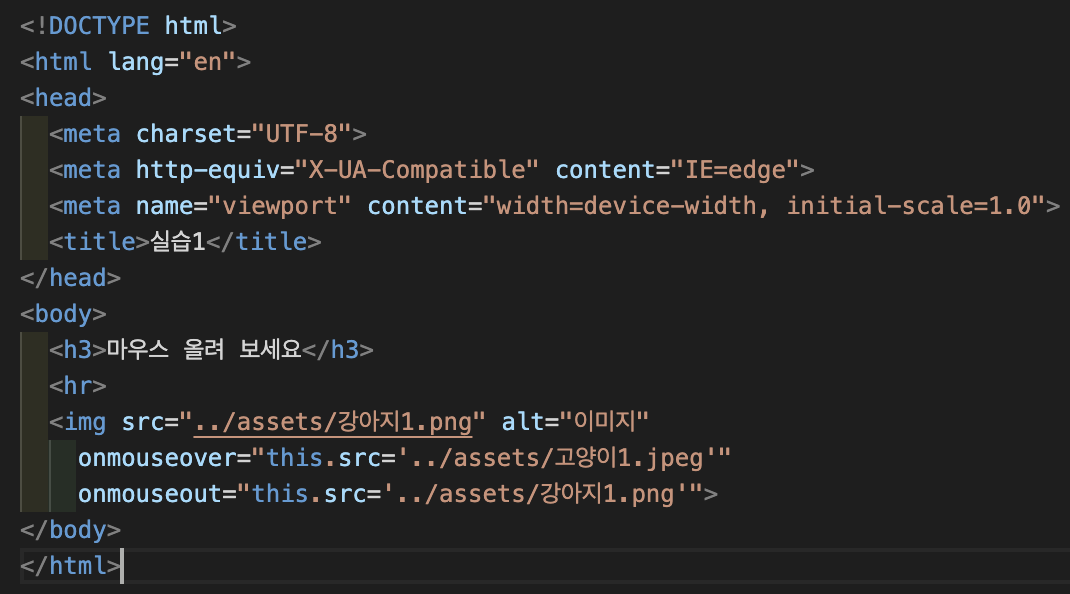 <!DOCTYPE html>
<html lang="en">
<head>
<meta charset="UTF-8">
<meta http-equiv="X-UA-Compatible" content="IE=edge">
<meta name="viewport" content="width=device-width, initial-scale=1.0">
<title>실습1</title>
</head>
<body>
<h3>마우스 올려 보세요</h3>
<hr>
<img src="../assets/강아지1.png" alt="이미지"
onmouseover="this.src='../assets/고양이1.jpeg'"
onmouseout="this.src='../assets/강아지1.png'">
</body>
</html>